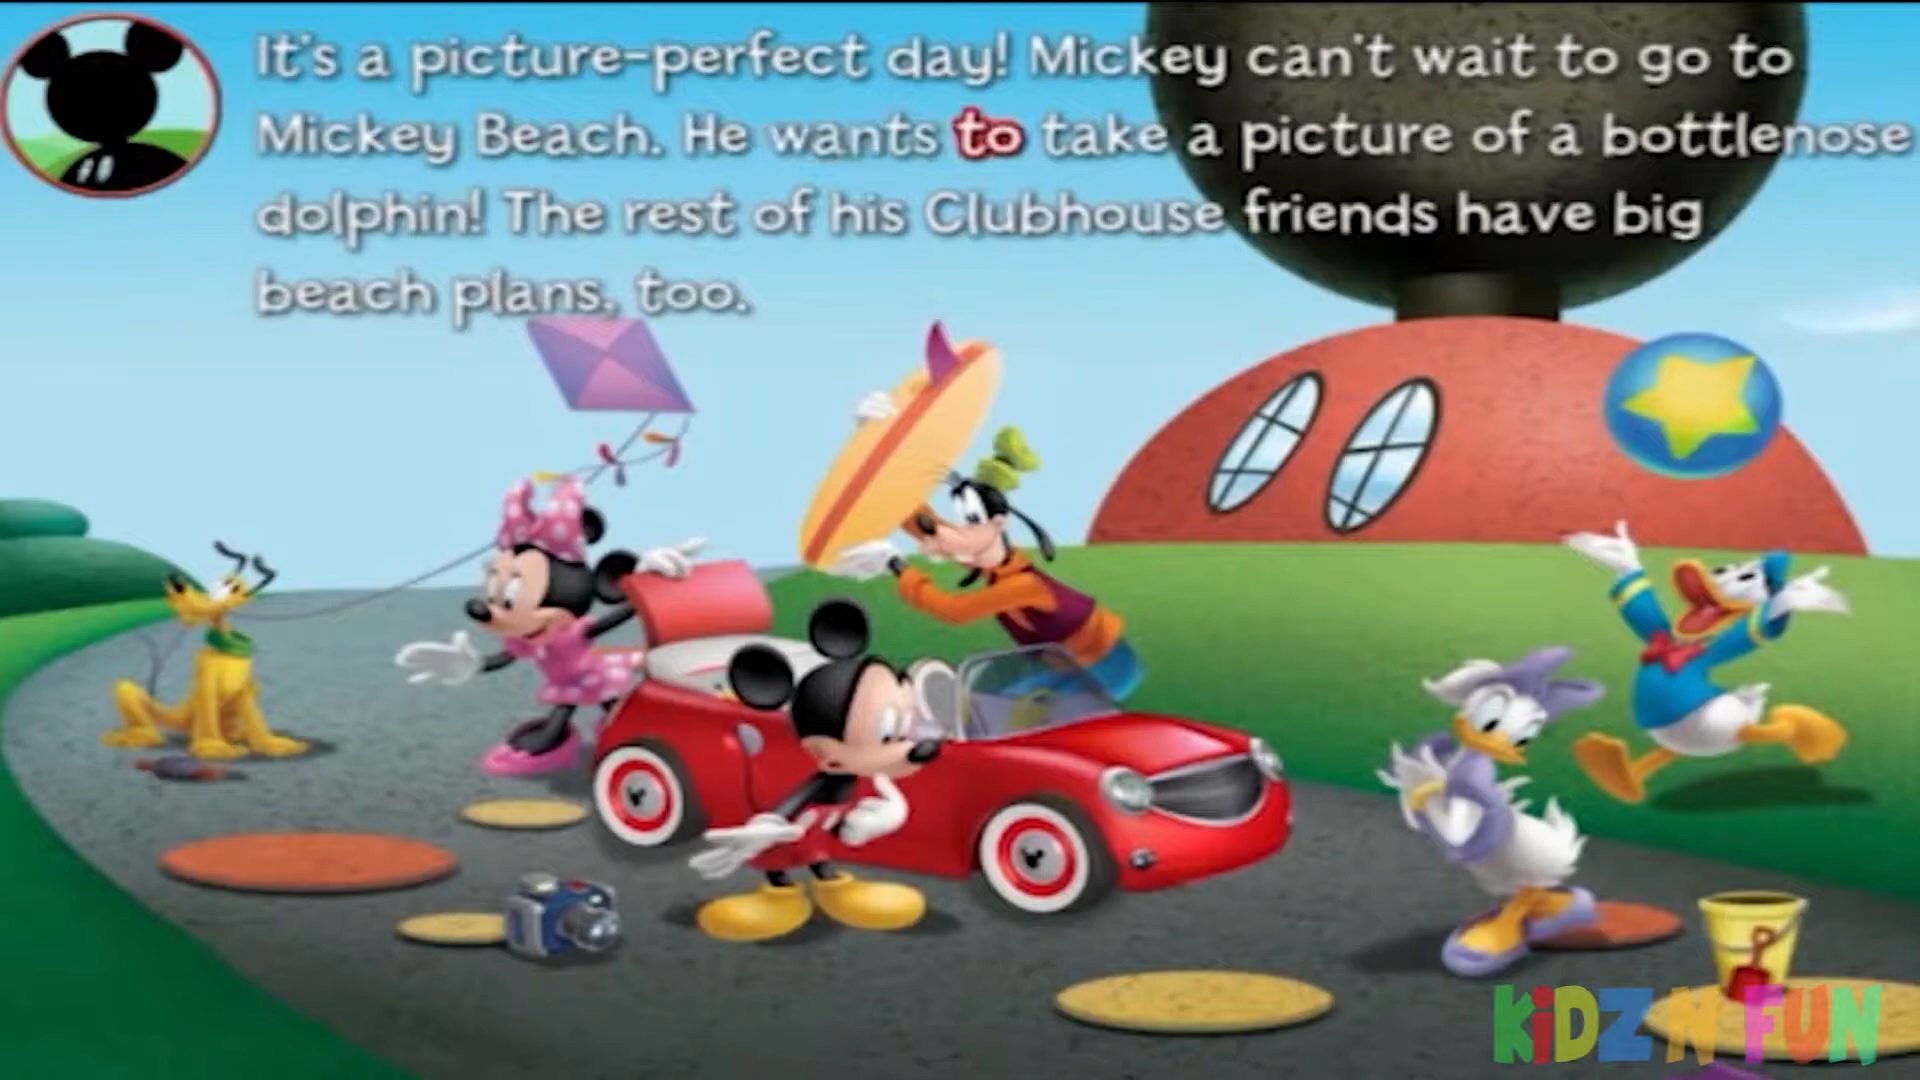 It's a picture-perfect day! Mickey can't wait to go to
Mickey Beach. He wants to take a picture of a bottlenose
dolphin! The rest of his Clubhouse friends have big
beach plans, too.
KiDZ N FUN